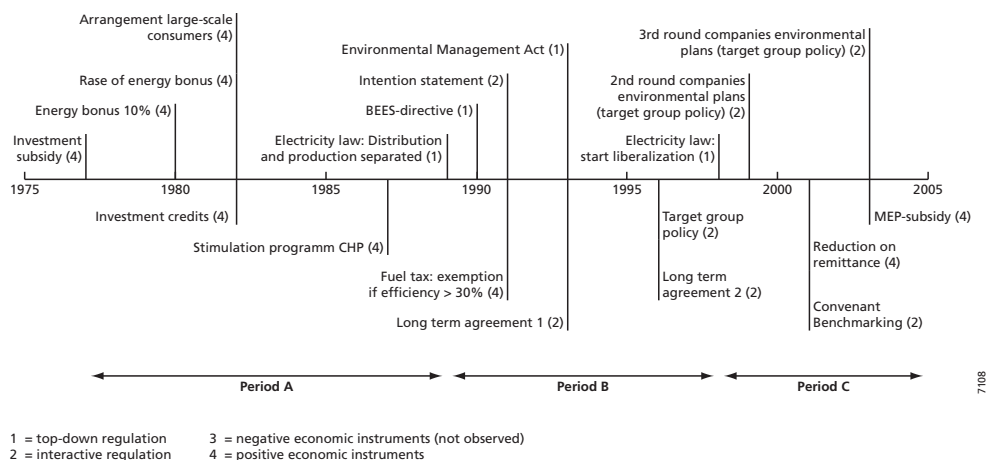 Arrangement large-scale
consumers (4)
Rase of energy bonus (4)
Energy bonus 10% (4)
Investment
subsidy (4)
Environmental Management Act (1)
Intention statement (2)
BEES-directive (1)
Electricity law: Distribution
and production separated (1)
3rd round companies environmental
plans (target group policy) (2)
2nd round companies
environmental plans
(target group policy) (2)
Electricity law:
start liberalization (1)
1975 1980 1985 1990 1995 2000 2005
Investment credits (4)
Stimulation programm CHP (4)
Fuel tax: exemption
if efficiency > 30% (4)
Long term agreement 1 (2)
Target group
policy (2)
Long term
agreement 2 (2)
MEP-subsidy (4)
Reduction on
remittance (4)
Convenant
Benchmarking (2)
Period A Period B Period C
7108
1 = top-down regulation 3 = negative economic instruments (not observed)
2 = interactive regulation 4 = positive economic instruments